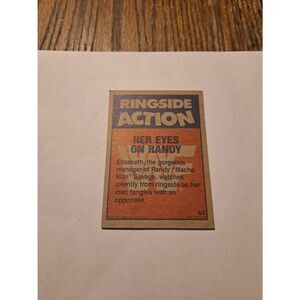 RINGSIDE
ACTION
HER EYES
ON RANDY
Elizabeth, the gorgeous
manager of Randy "Macho
Man" Savage, watches
intently from ringside as her
man tangles with an
opponent.